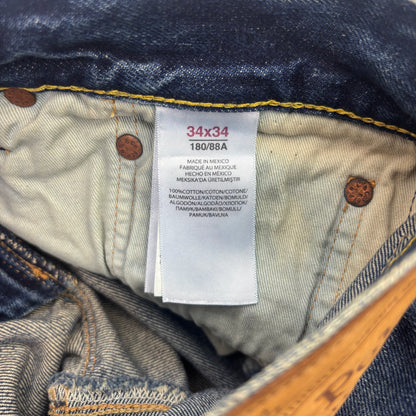 34x34
180/88A
MADE IN MEXICO
FABRIQUÉ AU MEXIQUE
HECHO EN MÉXICO
MEKSIKA'DA ÜRETILMIŞTIR
100%COTTON/COTON/COTONE/
BAUMWOLLE/KATOEN/BOMULD/
ALGODÓN/ALGODÃO/ХЛОПОК/
ПАМУК/ΒΑΜΒΑΚΙ/BOMULL/
PAMUK/BAVLNA